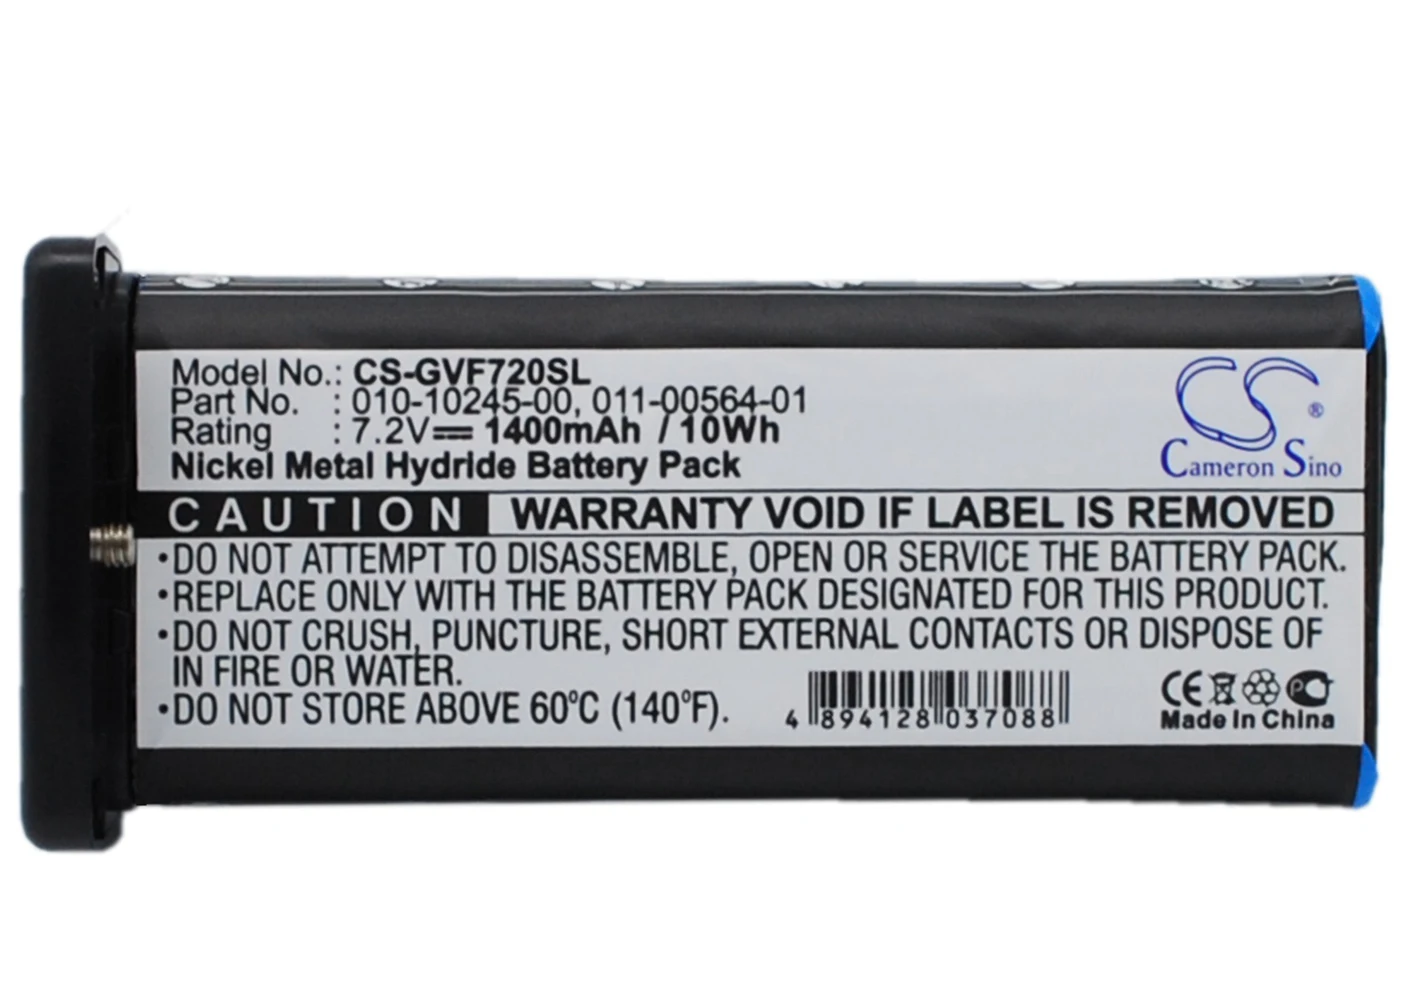 Model No.: CS-GVF720SL
Part No. : 010-10245-00, 011-00564-01
Rating : 7.2V 1400mAh / 10Wh
Nickel Metal Hydride Battery Pack
CS ®
Cameron Sino
CAUTION WARRANTY VOID IF LABEL IS REMOVED
•DO NOT ATTEMPT TO DISASSEMBLE, OPEN OR SERVICE THE BATTERY PACK.
•REPLACE ONLY WITH THE BATTERY PACK DESIGNATED FOR THIS PRODUCT.
•DO NOT CRUSH, PUNCTURE, SHORT EXTERNAL CONTACTS OR DISPOSE OF
IN FIRE OR WATER.
•DO NOT STORE ABOVE 60°C (140°F).
4 894128 037088
CE
Made In China